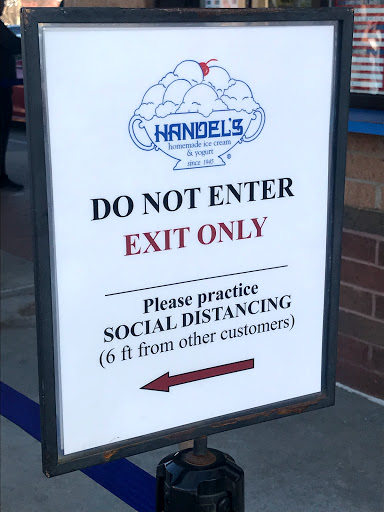 HANDEL'S
homemade ice cream
& yogurt
since 1945 ®
DO NOT ENTER
EXIT ONLY
Please practice
SOCIAL DISTANCING
(6 ft from other customers)